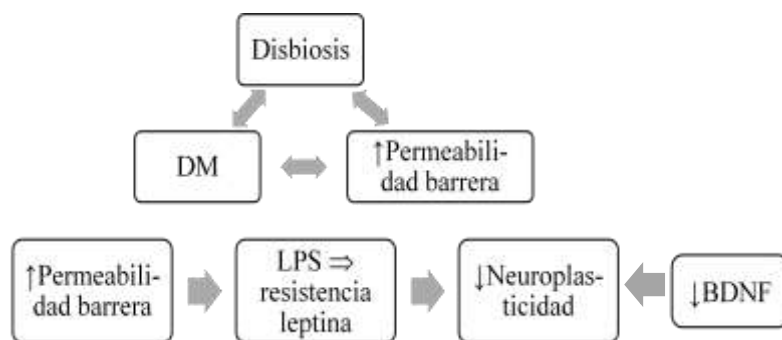 Disbiosis
DM
↑Permeabili-
dad barrera
↑Permeabili-
dad barrera
LPS ⇒
resistencia
leptina
↓Neuroplas-
ticidad
↓BDNF